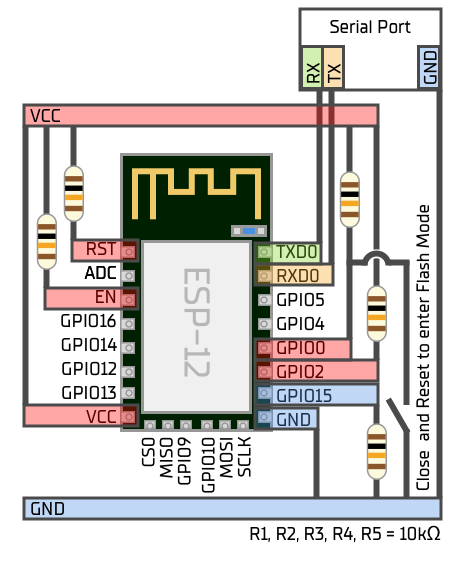 Serial Port
RX
TX
GND
VCC
RST
ADC
EN
GPIO16
GPIO14
GPIO12
GPIO13
VCC
ESP-12
TXD0
RXD0
GPIO5
GPIO4
GPIO0
GPIO2
GPIO15
GND
CS0
MISO
GPIO9
GPIO10
MOSI
SCLK
Close and Reset to enter Flash Mode
GND
R1, R2, R3, R4, R5 = 10kΩ